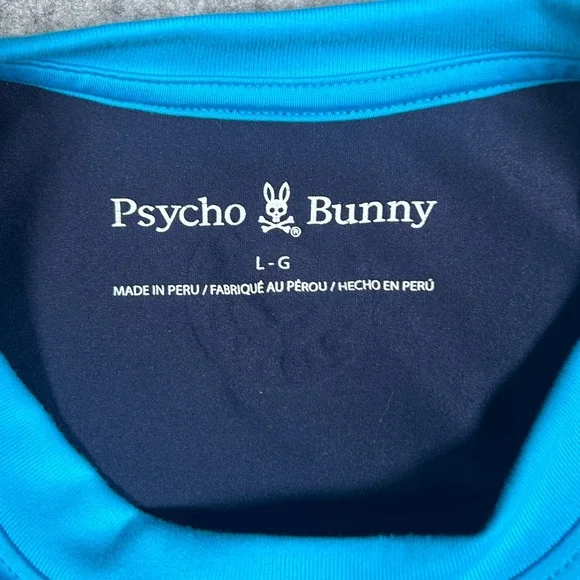 Psycho Bunny
®
L-G
MADE IN PERU / FABRIQUÉ AU PÉROU / HECHO EN PERÚ